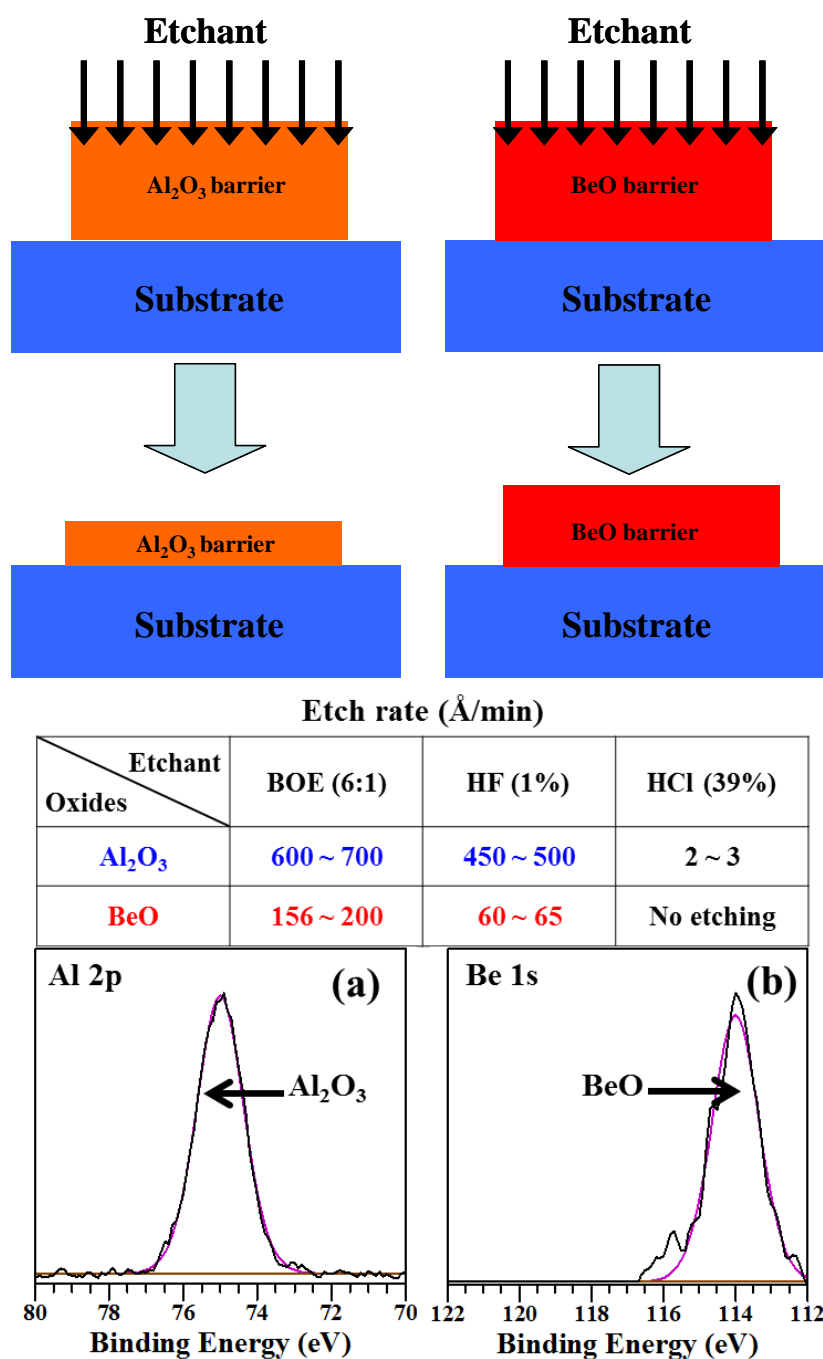 Etchant Etchant
Al₂O₃ barrier BeO barrier
Substrate Substrate
Al₂O₃ barrier BeO barrier
Substrate Substrate
Etch rate (Å/min)
Etchant
Oxides
BOE (6:1) HF (1%) HCl (39%)
Al₂O₃ 600 ~ 700 450 ~ 500 2 ~ 3
BeO 156 ~ 200 60 ~ 65 No etching
Al 2p (a) Be 1s (b)
Al₂O₃ BeO
80 78 76 74 72 70 122 120 118 116 114 112
Binding Energy (eV) Binding Energy (eV)